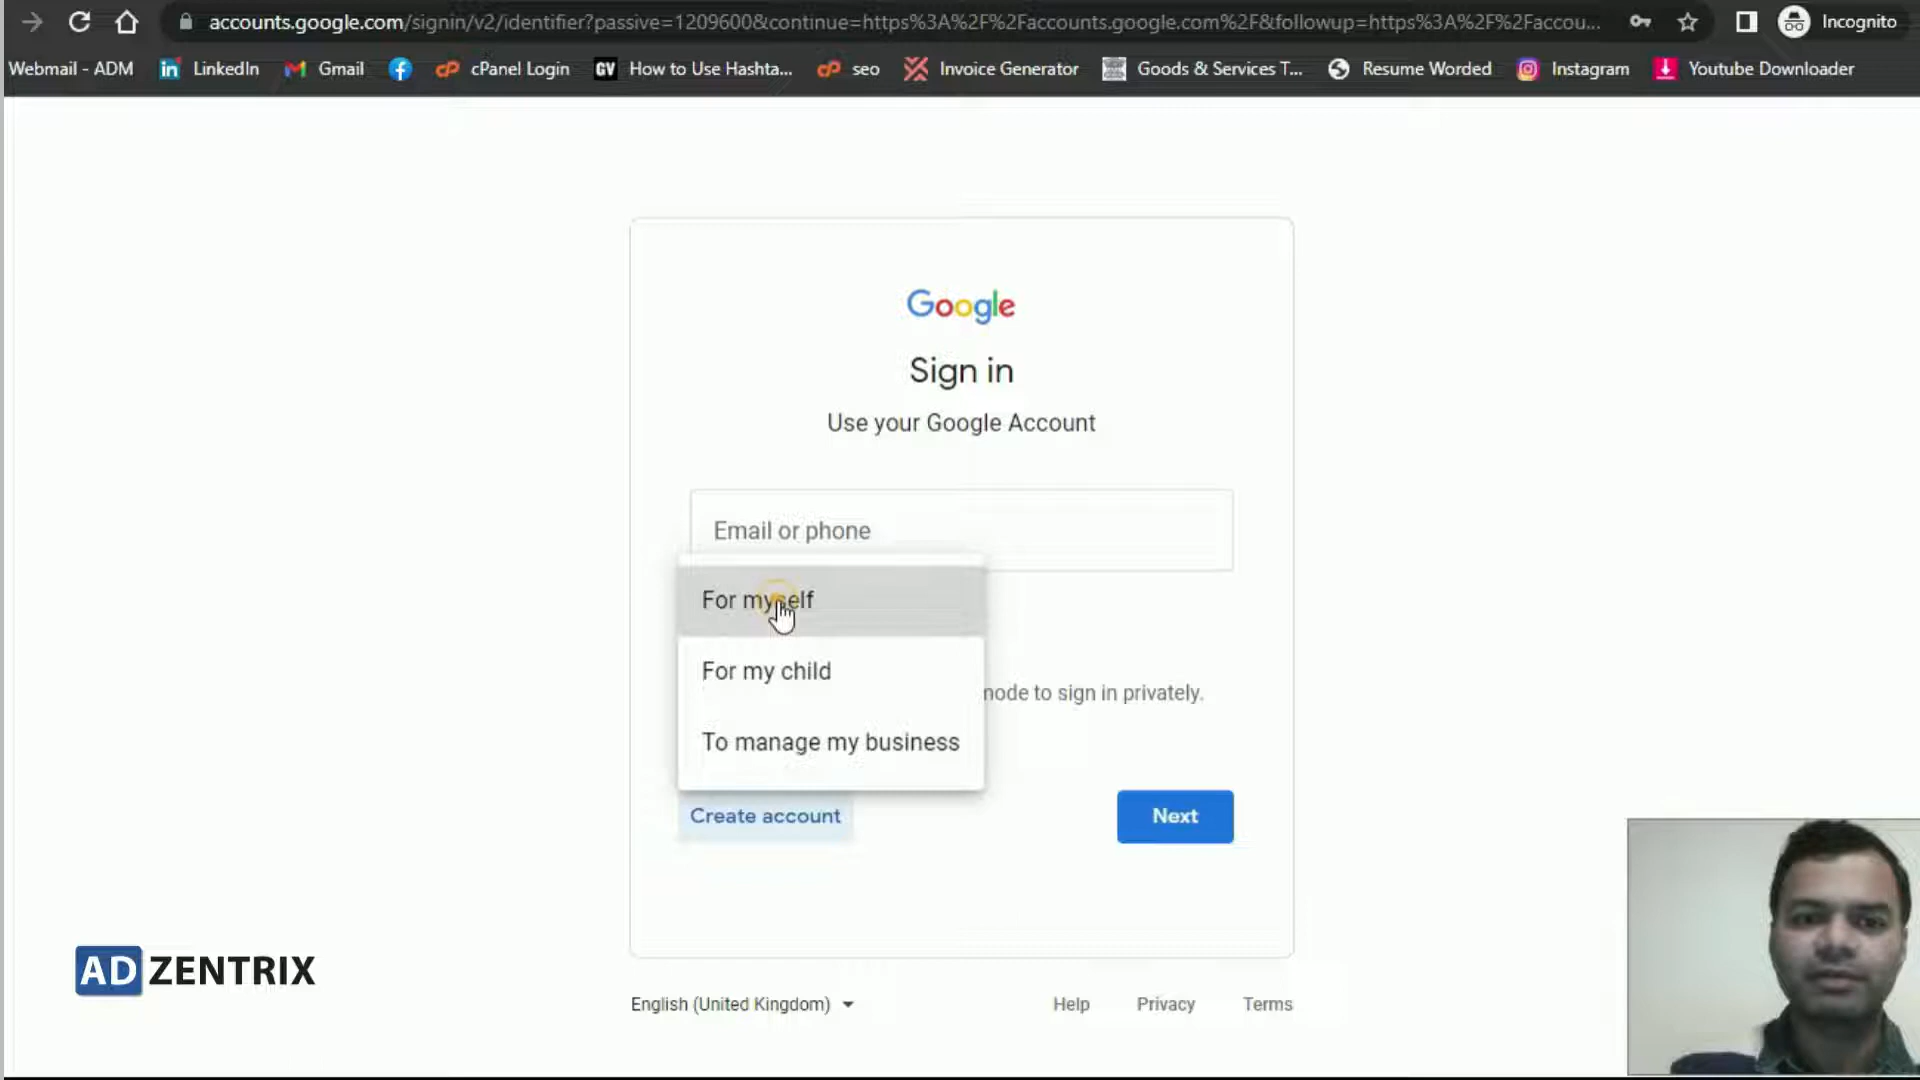 accounts.google.com/signin/v2/identifier?passive=1209600&continue=https%3A%2F%2Faccounts.google.com%2F&followup=https%3A%2F%2Faccou...
Incognito
Webmail - ADM
LinkedIn
Gmail
cPanel Login
GV
How to Use Hashta...
seo
Invoice Generator
Goods & Services T...
Resume Worded
Instagram
Youtube Downloader
Google
Sign in
Use your Google Account
Email or phone
For myself
For my child
mode to sign in privately.
To manage my business
Create account
Next
ADZENTRIX
English (United Kingdom)
Help
Privacy
Terms